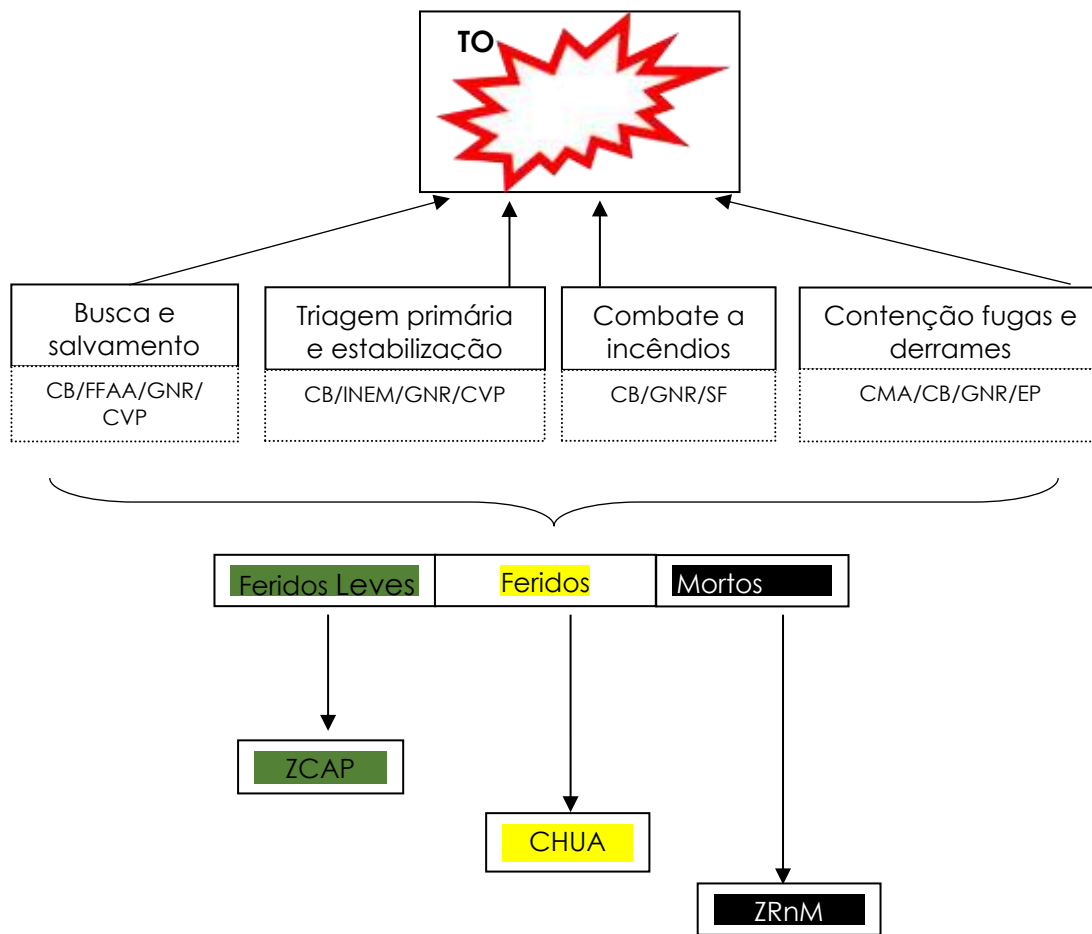 TO
Busca e
salvamento
CB/FFAA/GNR/
CVP
Triagem primária
e estabilização
CB/INEM/GNR/CVP
Combate a
incêndios
CB/GNR/SF
Contenção fugas e
derrames
CMA/CB/GNR/EP
Feridos Leves
Feridos
Mortos
ZCAP
CHUA
ZRnM